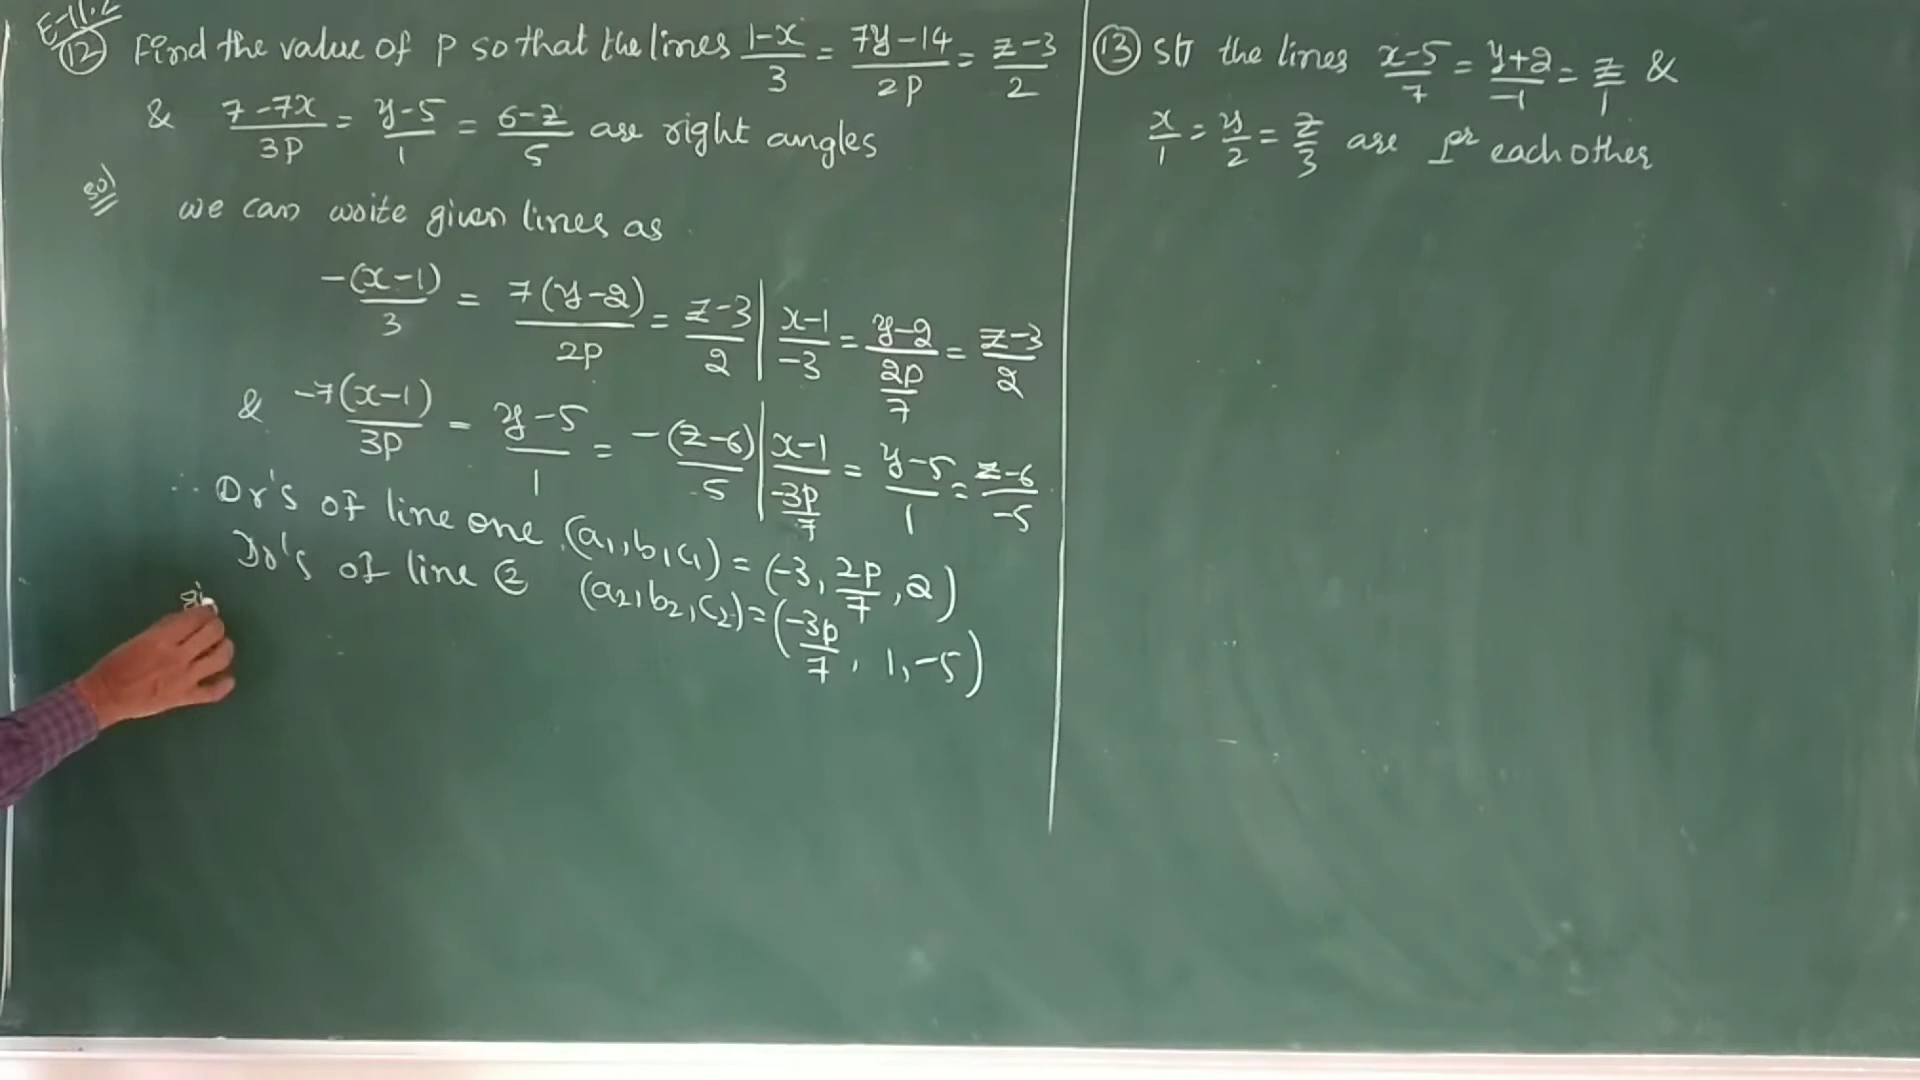 E-11.2
(12) Find the value of P so that the lines (1-x)/3 = (7y-14)/2P = (z-3)/2
& (7-7x)/3P = (y-5)/1 = (6-z)/5 are right angles
sol
we can write given lines as
-(x-1)/3 = 7(y-2)/2P = (z-3)/2 | (x-1)/-3 = (y-2)/(2P/7) = (z-3)/2
& -7(x-1)/3P = (y-5)/1 = -(z-6)/5 | (x-1)/(-3P/7) = (y-5)/1 = (z-6)/-5
∴ Dr's of line one (a1, b1, c1) = (-3, 2P/7, 2)
Dr's of line (2) (a2, b2, c2) = (-3P/7, 1, -5)
(13) ST the lines (x-5)/7 = (y+2)/-1 = z/1 &
x/1 = y/2 = z/3 are ⊥er each other